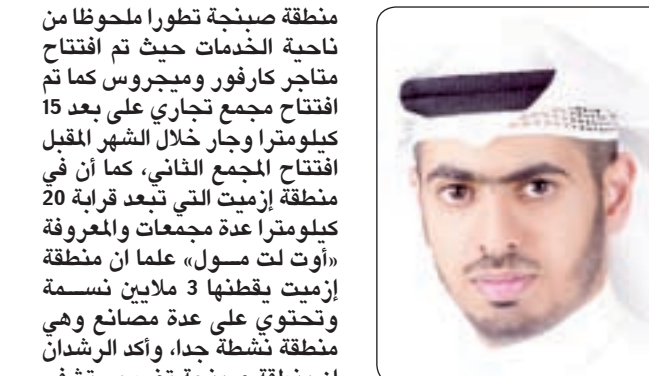 منطقة صبنجة تطورا ملحوظا من
ناحية الخدمات حيث تم افتتاح
متاجر كارفور وميجروس كما تم
افتتاح مجمع تجاري على بعد 15
كيلومترا وجار خلال الشهر المقبل
افتتاح المجمع الثاني، كما أن في
منطقة إزميت التي تبعد قرابة 20
كيلومترا عدة مجمعات والمعروفة
«أوت لت مـــول» علما ان منطقة
إزميت يقطنها 3 ملايين نســـمة
وتحتوي على عدة مصانع وهي
منطقة نشطة جدا، وأكد الرشدان